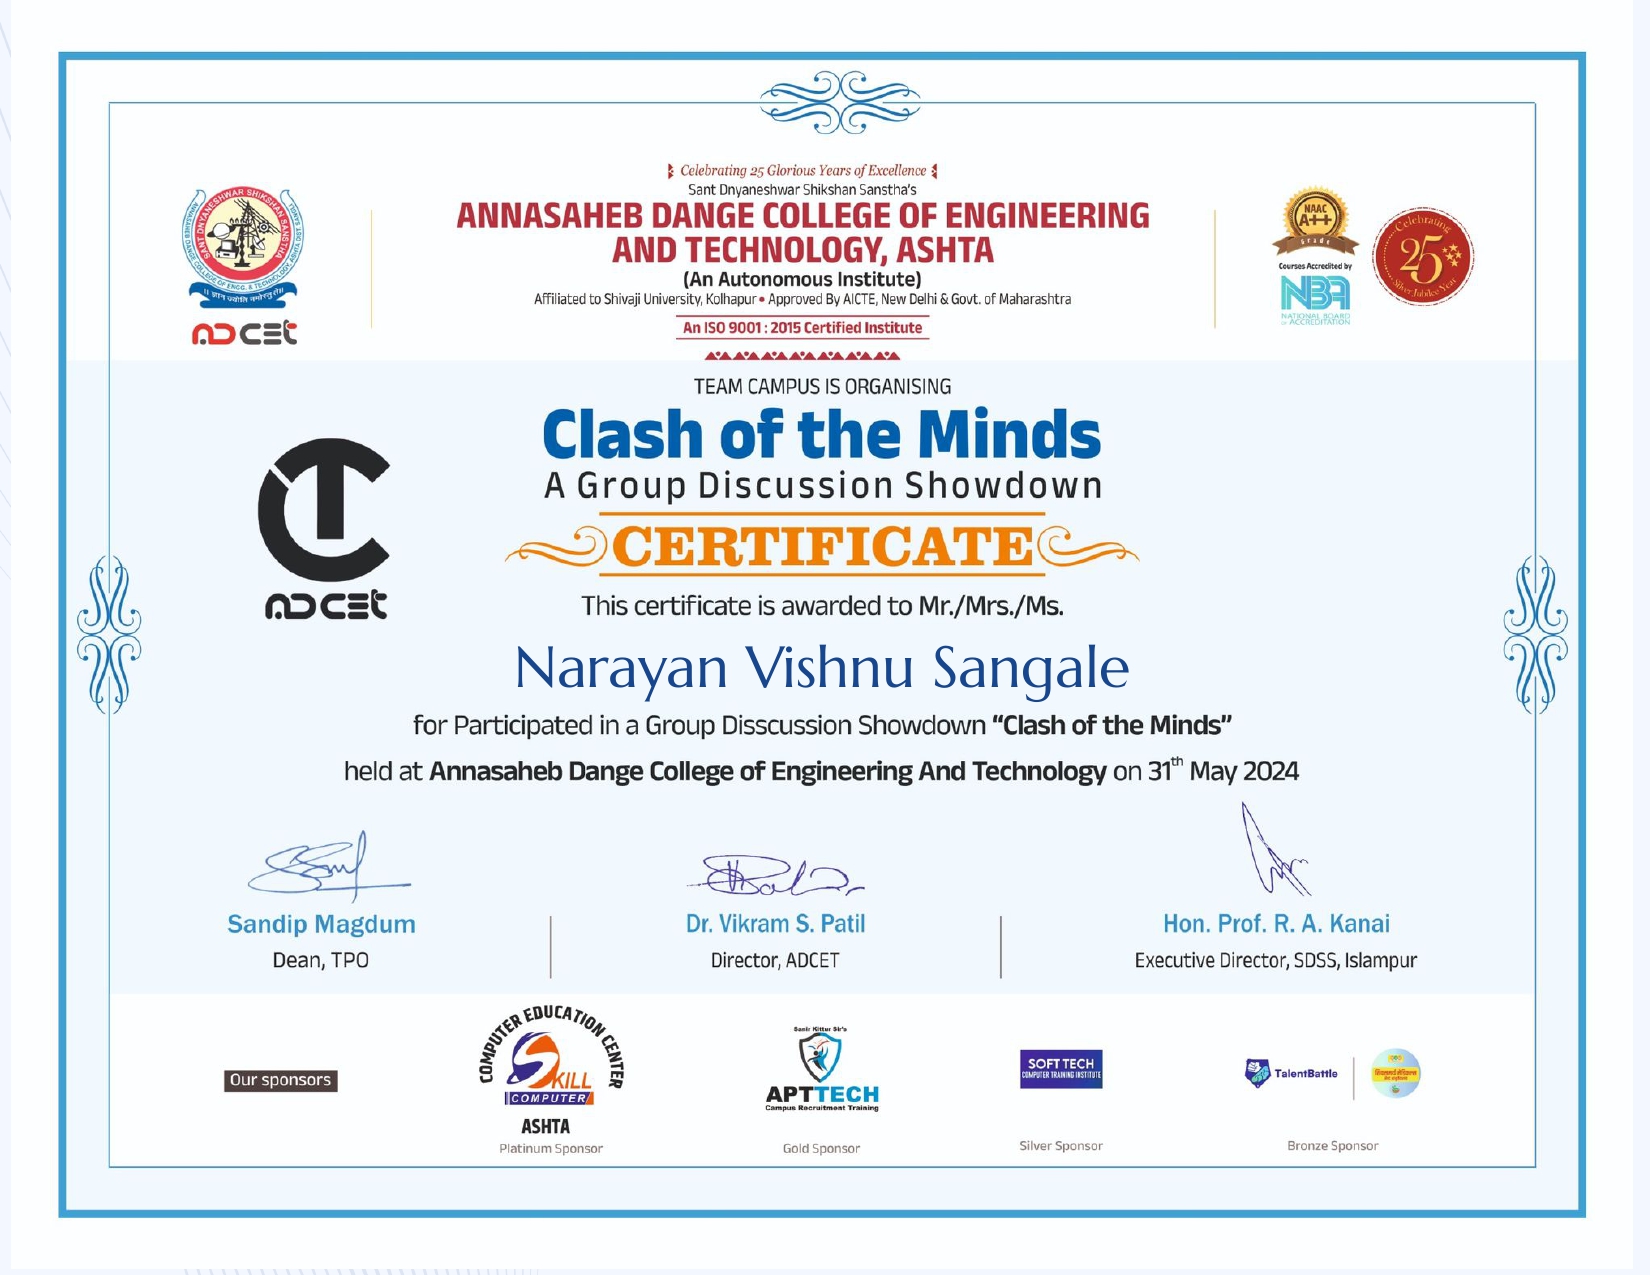 Celebrating 25 Glorious Years of Excellence
Sant Dnyaneshwar Shikshan Sanstha's
ANNASAHEB DANGE COLLEGE OF ENGINEERING
AND TECHNOLOGY, ASHTA
(An Autonomous Institute)
Affiliated to Shivaji University, Kolhapur • Approved By AICTE, New Delhi & Govt. of Maharashtra
An ISO 9001 : 2015 Certified Institute
SANT DNYANESHWAR SHIKSHAN SANSTHA
ANNASAHEB DANGE COLLEGE OF ENGG. & TECHNOLOGY, ASHTA
ADCET
NAAC
A++
Grade
Courses Accredited by
NBA
NATIONAL BOARD
of ACCREDITATION
Celebrating
25
Silver Jubilee Year
TEAM CAMPUS IS ORGANISING
Clash of the Minds
A Group Discussion Showdown
CERTIFICATE
TC
ADCET
This certificate is awarded to Mr./Mrs./Ms.
Narayan Vishnu Sangale
for Participated in a Group Disscussion Showdown “Clash of the Minds”
held at Annasaheb Dange College of Engineering And Technology on 31th May 2024
Sandip Magdum
Dean, TPO
Dr. Vikram S. Patil
Director, ADCET
Hon. Prof. R. A. Kanai
Executive Director, SDSS, Islampur
Our sponsors
COMPUTER EDUCATION CENTER
SKILL
COMPUTER
ASHTA
Platinum Sponsor
Samir Kittur Sir's
APTTECH
Campus Recruitment Training
Gold Sponsor
SOFT TECH
COMPUTER TRAINING INSTITUTE
Silver Sponsor
TalentBattle
Bronze Sponsor